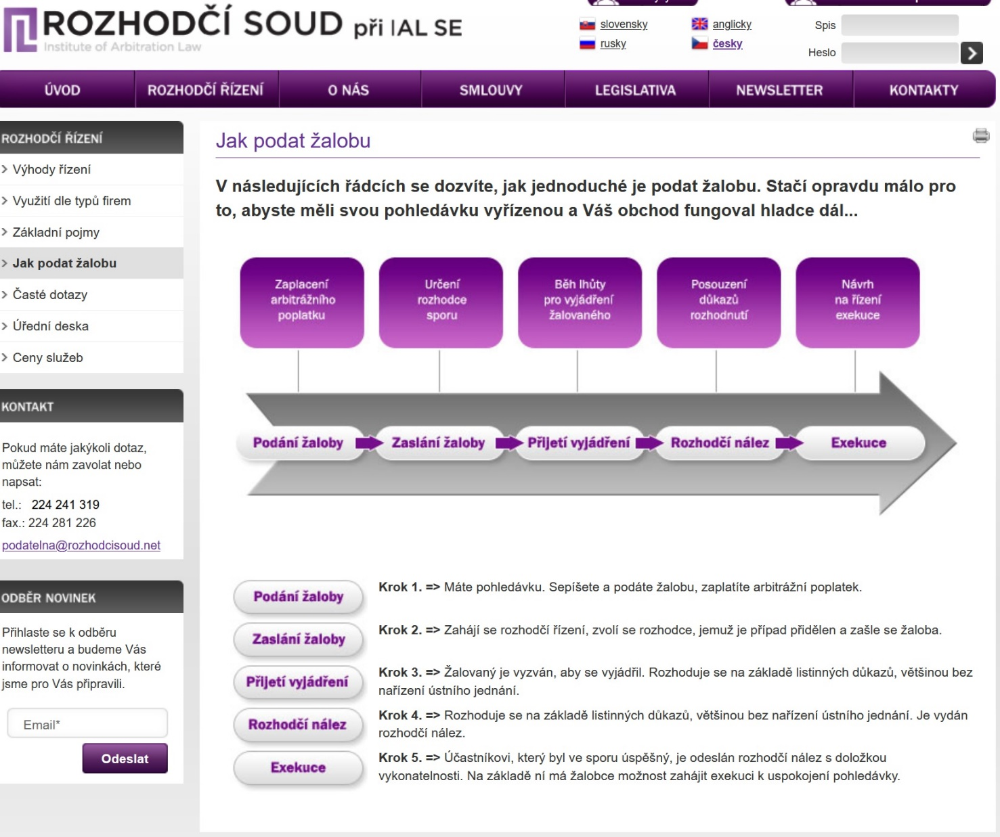 ROZHODČÍ SOUD při IAL SE
Institute of Arbitration Law
slovensky
anglicky
rusky
česky
Spis
Heslo
ÚVOD
ROZHODČÍ ŘÍZENÍ
O NÁS
SMLOUVY
LEGISLATIVA
NEWSLETTER
KONTAKTY
ROZHODČÍ ŘÍZENÍ
Výhody řízení
Využití dle typů firem
Základní pojmy
Jak podat žalobu
Časté dotazy
Úřední deska
Ceny služeb
KONTAKT
Pokud máte jakýkoli dotaz,
můžete nám zavolat nebo
napsat:
tel.: 224 241 319
fax.: 224 281 226
podatelna@rozhodcisoud.net
ODBĚR NOVINEK
Přihlaste se k odběru
newsletteru a budeme Vás
informovat o novinkách, které
jsme pro Vás připravili.
Email*
Odeslat
Jak podat žalobu
V následujících řádcích se dozvíte, jak jednoduché je podat žalobu. Stačí opravdu málo pro
to, abyste měli svou pohledávku vyřízenou a Váš obchod fungoval hladce dál...
Zaplacení
arbitrážního
poplatku
Určení
rozhodce
sporu
Běh lhůty
pro vyjádření
žalovaného
Posouzení
důkazů
rozhodnutí
Návrh
na řízení
exekuce
Podání žaloby
Zaslání žaloby
Přijetí vyjádření
Rozhodčí nález
Exekuce
Podání žaloby
Krok 1. => Máte pohledávku. Sepíšete a podáte žalobu, zaplatíte arbitrážní poplatek.
Zaslání žaloby
Krok 2. => Zahájí se rozhodčí řízení, zvolí se rozhodce, jemuž je případ přidělen a zašle se žaloba.
Přijetí vyjádření
Krok 3. => Žalovaný je vyzván, aby se vyjádřil. Rozhoduje se na základě listinných důkazů, většinou bez
nařízení ústního jednání.
Rozhodčí nález
Krok 4. => Rozhoduje se na základě listinných důkazů, většinou bez nařízení ústního jednání. Je vydán
rozhodčí nález.
Exekuce
Krok 5. => Účastníkovi, který byl ve sporu úspěšný, je odeslán rozhodčí nález s doložkou
vykonatelnosti. Na základě ní má žalobce možnost zahájit exekuci k uspokojení pohledávky.